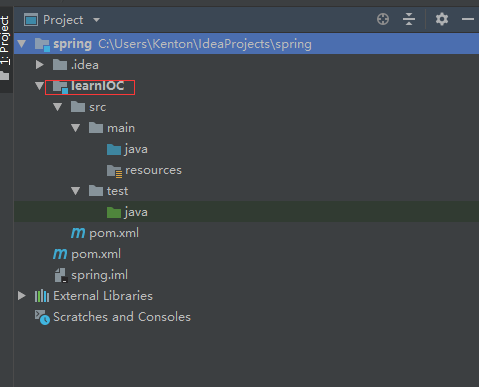 1: Project
Project
spring C:\Users\Kenton\IdeaProjects\spring
.idea
learnIOC
src
main
java
resources
test
java
pom.xml
pom.xml
spring.iml
External Libraries
Scratches and Consoles